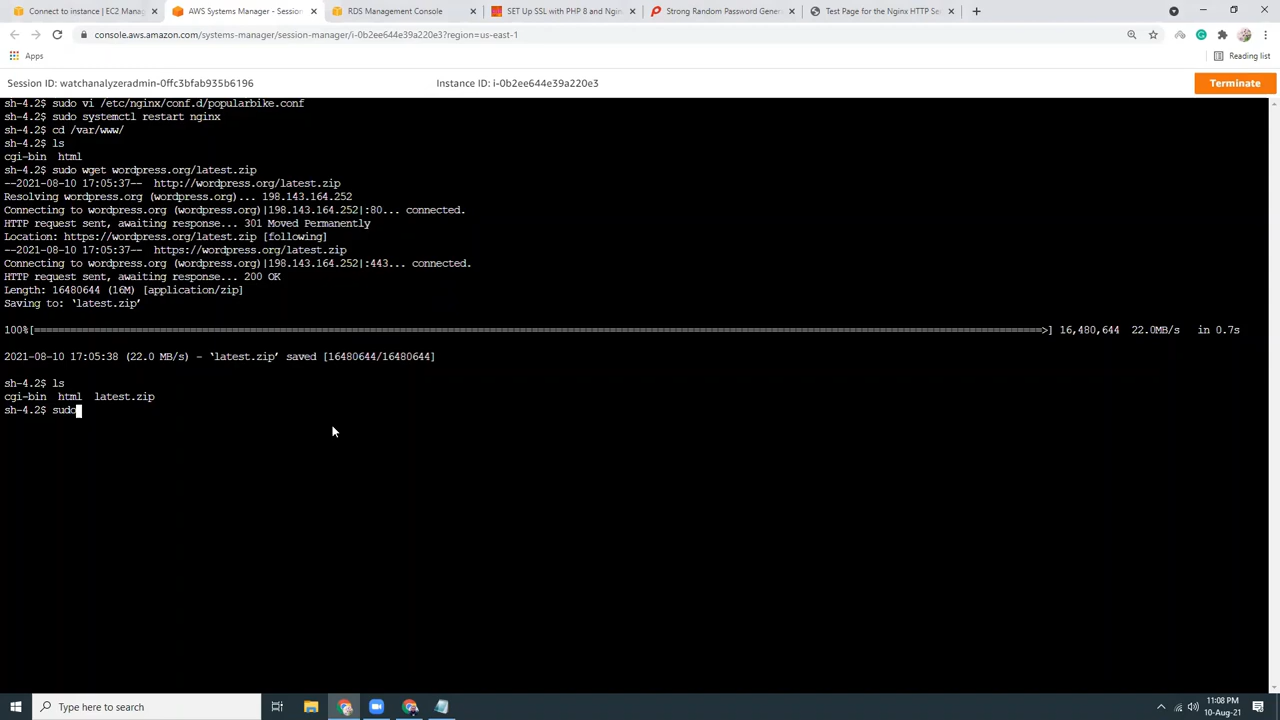 Connect to instance | EC2 Manag
AWS Systems Manager - Session
RDS Management Console
SET Up SSL with PHP 8 and Nginx
Strong Random Password Genera
Test Page for the Nginx HTTP Ser
console.aws.amazon.com/systems-manager/session-manager/i-0b2ee644e39a220e3?region=us-east-1
Apps
Reading list
Session ID: watchanalyzeradmin-0ffc3bfab935b6196
Instance ID: i-0b2ee644e39a220e3
Terminate
sh-4.2$ sudo vi /etc/nginx/conf.d/popularbike.conf
sh-4.2$ sudo systemctl restart nginx
sh-4.2$ cd /var/www/
sh-4.2$ ls
cgi-bin  html
sh-4.2$ sudo wget wordpress.org/latest.zip
--2021-08-10 17:05:37--  http://wordpress.org/latest.zip
Resolving wordpress.org (wordpress.org)... 198.143.164.252
Connecting to wordpress.org (wordpress.org)|198.143.164.252|:80... connected.
HTTP request sent, awaiting response... 301 Moved Permanently
Location: https://wordpress.org/latest.zip [following]
--2021-08-10 17:05:37--  https://wordpress.org/latest.zip
Connecting to wordpress.org (wordpress.org)|198.143.164.252|:443... connected.
HTTP request sent, awaiting response... 200 OK
Length: 16480644 (16M) [application/zip]
Saving to: ‘latest.zip’
100%[=====================================================================================================>] 16,480,644  22.0MB/s   in 0.7s
2021-08-10 17:05:38 (22.0 MB/s) - ‘latest.zip’ saved [16480644/16480644]
sh-4.2$ ls
cgi-bin  html  latest.zip
sh-4.2$ sudo
Type here to search
11:08 PM
10-Aug-21